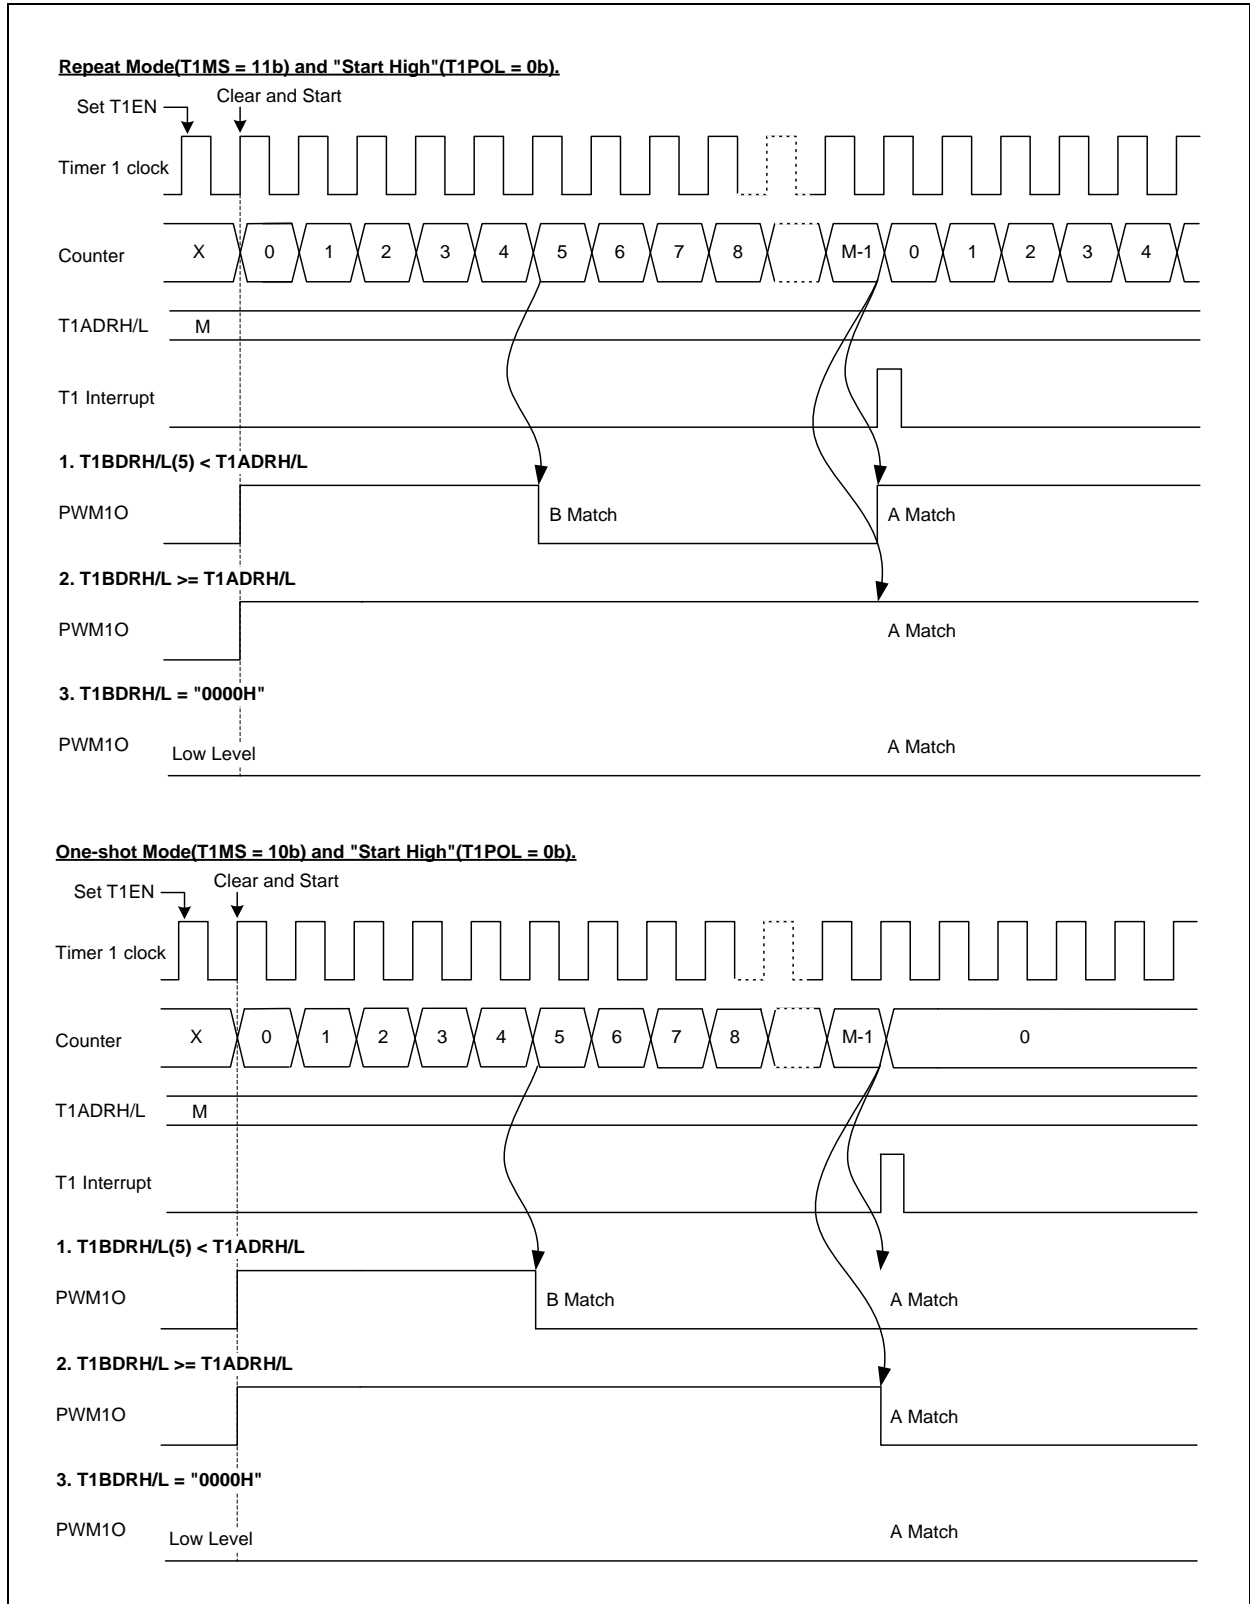 Repeat Mode(T1MS = 11b) and "Start High"(T1POL = 0b).
Set T1EN
Clear and Start
Timer 1 clock
Counter X 0 1 2 3 4 5 6 7 8 M-1 0 1 2 3 4
T1ADRH/L M
T1 Interrupt
1. T1BDRH/L(5) < T1ADRH/L
PWM1O B Match A Match
2. T1BDRH/L >= T1ADRH/L
PWM1O A Match
3. T1BDRH/L = "0000H"
PWM1O Low Level A Match
One-shot Mode(T1MS = 10b) and "Start High"(T1POL = 0b).
Set T1EN
Clear and Start
Timer 1 clock
Counter X 0 1 2 3 4 5 6 7 8 M-1 0
T1ADRH/L M
T1 Interrupt
1. T1BDRH/L(5) < T1ADRH/L
PWM1O B Match A Match
2. T1BDRH/L >= T1ADRH/L
PWM1O A Match
3. T1BDRH/L = "0000H"
PWM1O Low Level A Match